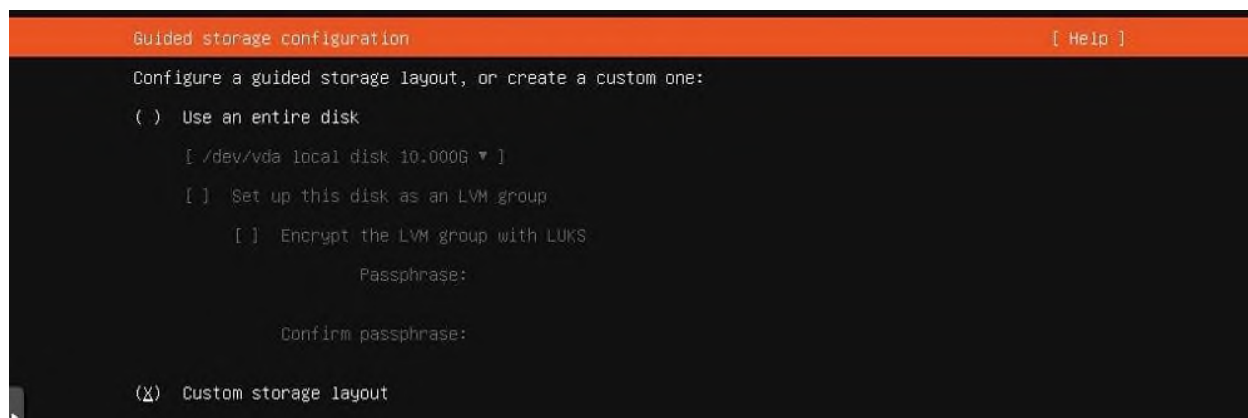 Guided storage configuration [ Help ]
Configure a guided storage layout, or create a custom one:
( ) Use an entire disk
[ /dev/vda local disk 10.000G ▾ ]
[ ] Set up this disk as an LVM group
[ ] Encrypt the LVM group with LUKS
Passphrase:
Confirm passphrase:
(X) Custom storage layout